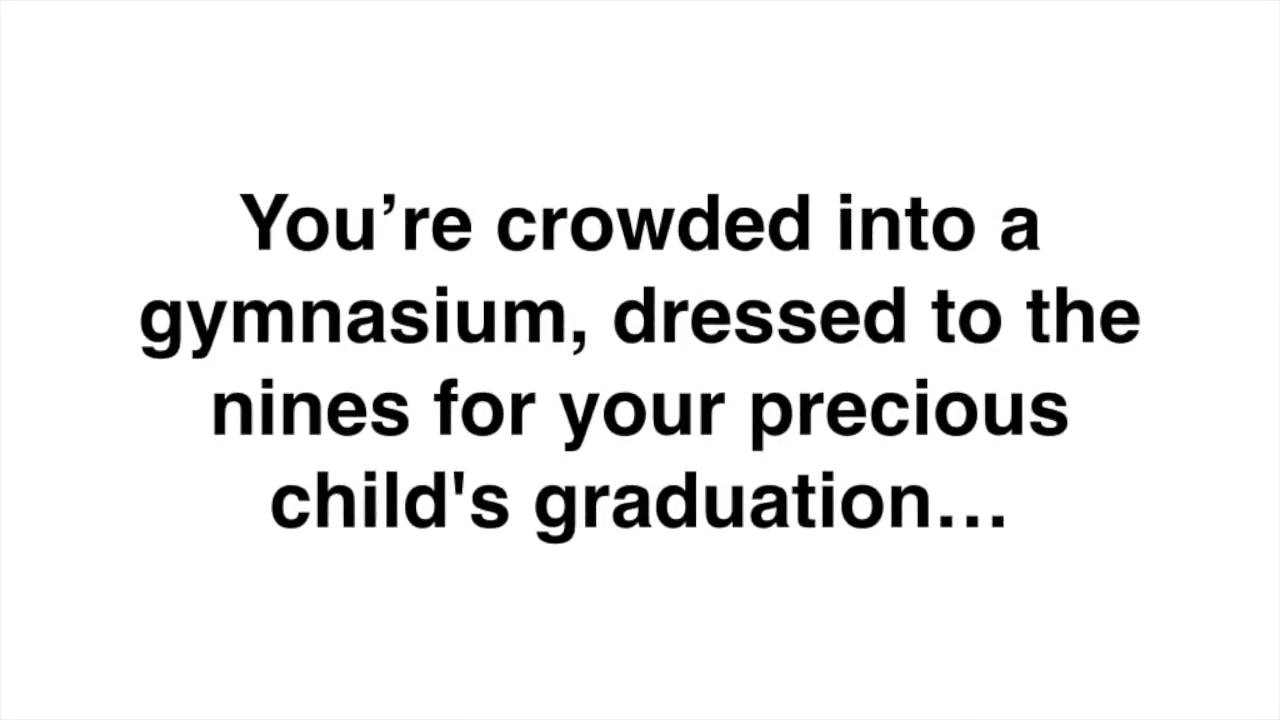 You’re crowded into a
gymnasium, dressed to the
nines for your precious
child's graduation…